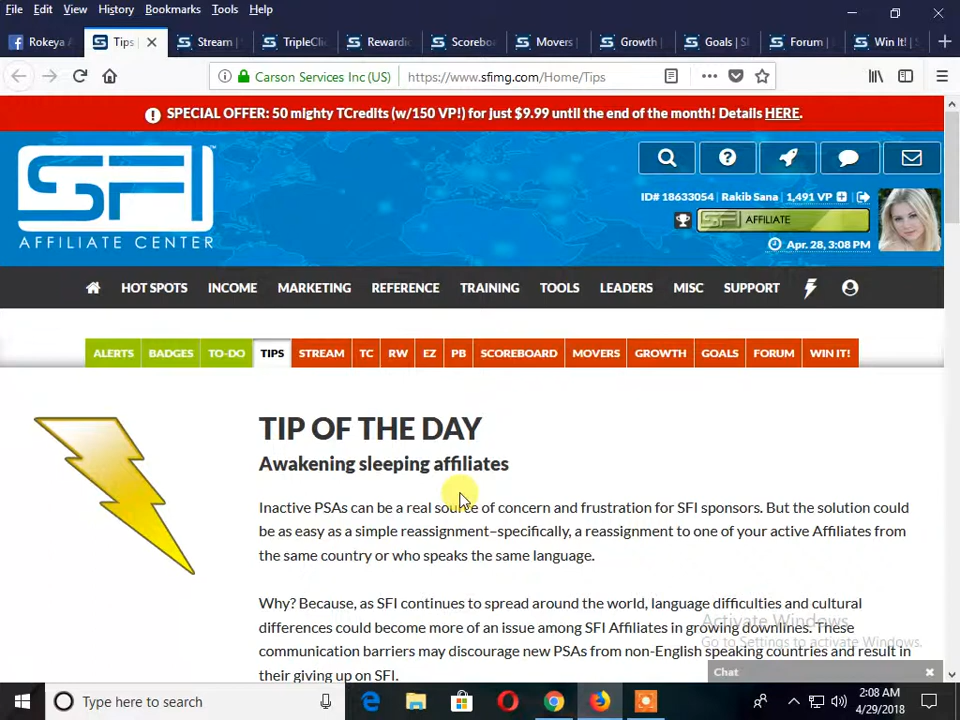 File Edit View History Bookmarks Tools Help
Rokeya A Tips Stream | TripleClic Rewardin Scoreboa Movers | Growth | Goals | S Forum | Win It! |
Carson Services Inc (US) https://www.sfimg.com/Home/Tips
SPECIAL OFFER: 50 mighty TCredits (w/150 VP!) for just $9.99 until the end of the month! Details HERE.
SFI
AFFILIATE CENTER
ID# 18633054 | Rakib Sana | 1,491 VP
SFI AFFILIATE
Apr. 28, 3:08 PM
HOT SPOTS INCOME MARKETING REFERENCE TRAINING TOOLS LEADERS MISC SUPPORT
ALERTS BADGES TO-DO TIPS STREAM TC RW EZ PB SCOREBOARD MOVERS GROWTH GOALS FORUM WIN IT!
TIP OF THE DAY
Awakening sleeping affiliates
Inactive PSAs can be a real source of concern and frustration for SFI sponsors. But the solution could
be as easy as a simple reassignment–specifically, a reassignment to one of your active Affiliates from
the same country or who speaks the same language.
Why? Because, as SFI continues to spread around the world, language difficulties and cultural
differences could become more of an issue among SFI Affiliates in growing downlines. These
communication barriers may discourage new PSAs from non-English speaking countries and result in
their giving up on SFI.
Activate Windows
Go to Settings to activate Windows.
Chat
Type here to search
2:08 AM
4/29/2018